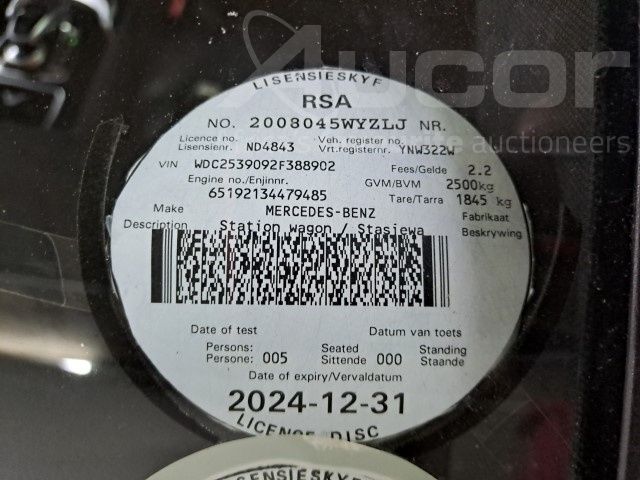 Aucor
auctioneers
LISENSIESKYF
RSA
NO. 2008045WYZLJ NR.
Licence no. Veh. register no.
Lisensienr. ND4843 Vrt.registernr. YNW322W
VIN WDC2539092F388902 Fees/Gelde 2.2
Engine no./Enjinnr. GVM/BVM 2500kg
65192134479485 Tare/Tarra 1845 kg
Make MERCEDES-BENZ Fabrikaat
Description Station wagon / Stasiewa Beskrywing
Date of test Datum van toets
Persons: Seated Standing
Persone: 005 Sittende 000 Staande
Date of expiry/Vervaldatum
2024-12-31
LICENCE DISC
LISENSIESKYF